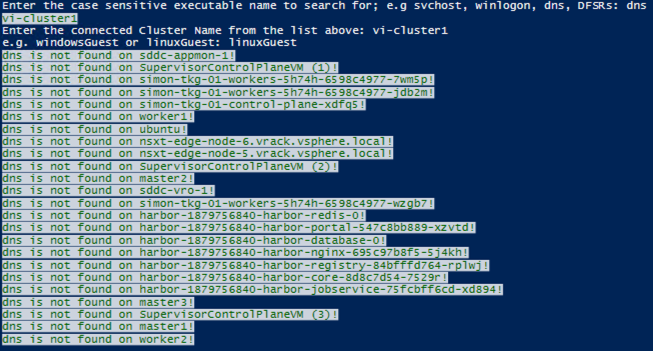 Enter the case sensitive executable name to search for; e.g svchost, winlogon, dns, DFSRs: dns
vi-cluster1
Enter the connected Cluster Name from the list above: vi-cluster1
e.g. windowsGuest or linuxGuest: linuxGuest
dns is not found on sddc-appmon-1!
dns is not found on SupervisorControlPlaneVM (1)!
dns is not found on simon-tkg-01-workers-5h74h-6598c4977-7wm5p!
dns is not found on simon-tkg-01-workers-5h74h-6598c4977-jdb2m!
dns is not found on simon-tkg-01-control-plane-xdfq5!
dns is not found on worker1!
dns is not found on ubuntu!
dns is not found on nsxt-edge-node-6.vrack.vsphere.local!
dns is not found on nsxt-edge-node-5.vrack.vsphere.local!
dns is not found on SupervisorControlPlaneVM (2)!
dns is not found on master2!
dns is not found on sddc-vro-1!
dns is not found on simon-tkg-01-workers-5h74h-6598c4977-wzgb7!
dns is not found on harbor-1879756840-harbor-redis-0!
dns is not found on harbor-1879756840-harbor-portal-547c8bb889-xzvtd!
dns is not found on harbor-1879756840-harbor-database-0!
dns is not found on harbor-1879756840-harbor-nginx-695c97b8f5-5j4kh!
dns is not found on harbor-1879756840-harbor-registry-84bfffd764-rplwj!
dns is not found on harbor-1879756840-harbor-core-8d8c7d54-7529r!
dns is not found on harbor-1879756840-harbor-jobservice-75fcbff6cd-xd894!
dns is not found on master3!
dns is not found on SupervisorControlPlaneVM (3)!
dns is not found on master1!
dns is not found on worker2!